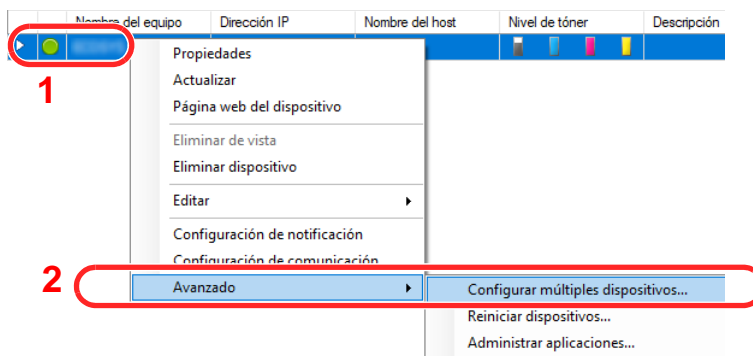 Nombre del equipo Dirección IP Nombre del host Nivel de tóner Descripción
1
Propiedades
Actualizar
Página web del dispositivo
Eliminar de vista
Eliminar dispositivo
Editar
Configuración de notificación
Configuración de comunicación
2
Avanzado Configurar múltiples dispositivos...
Reiniciar dispositivos...
Administrar aplicaciones...